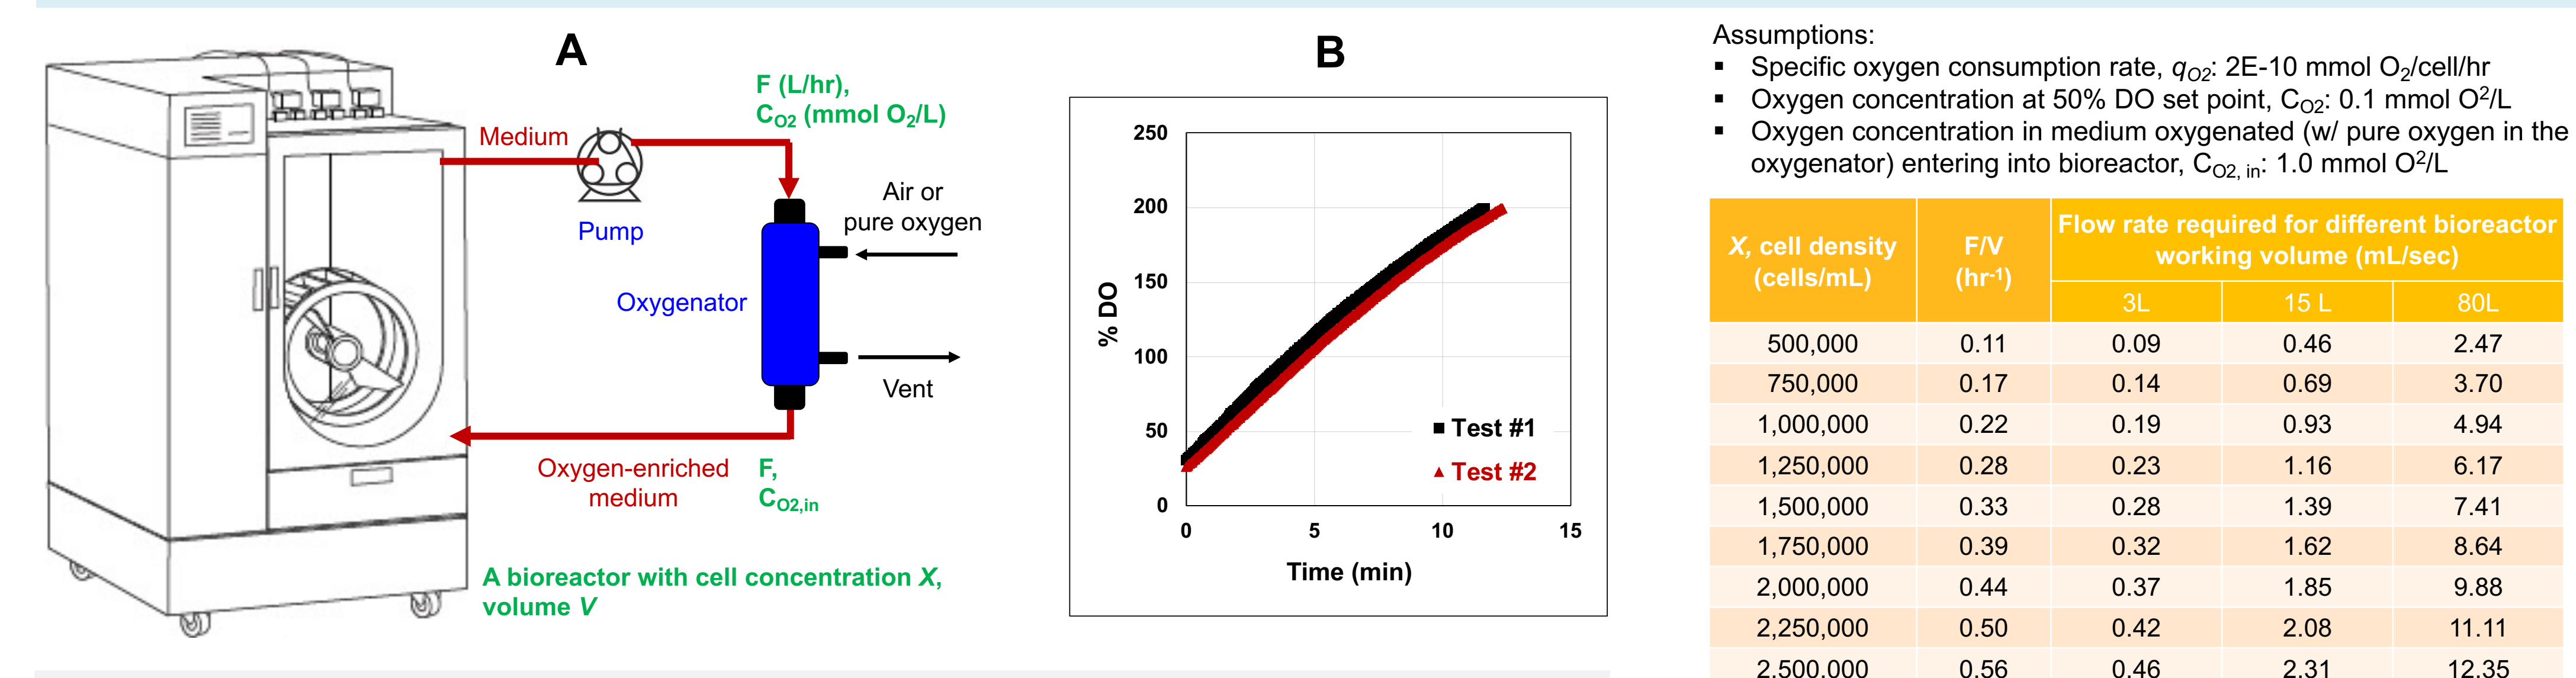 A
F (L/hr),
C_O2 (mmol O_2/L)
Medium
Pump
Air or
pure oxygen
Oxygenator
Vent
Oxygen-enriched
medium
F,
C_O2,in
A bioreactor with cell concentration X,
volume V
B
250
200
150
100
50
0
% DO
0 5 10 15
Time (min)
Test #1
Test #2
Assumptions:
▪ Specific oxygen consumption rate, q_O2: 2E-10 mmol O_2/cell/hr
▪ Oxygen concentration at 50% DO set point, C_O2: 0.1 mmol O^2/L
▪ Oxygen concentration in medium oxygenated (w/ pure oxygen in the
oxygenator) entering into bioreactor, C_O2, in: 1.0 mmol O^2/L
X, cell density
(cells/mL)
F/V
(hr^-1)
Flow rate required for different bioreactor
working volume (mL/sec)
3L 15 L 80L
500,000 0.11 0.09 0.46 2.47
750,000 0.17 0.14 0.69 3.70
1,000,000 0.22 0.19 0.93 4.94
1,250,000 0.28 0.23 1.16 6.17
1,500,000 0.33 0.28 1.39 7.41
1,750,000 0.39 0.32 1.62 8.64
2,000,000 0.44 0.37 1.85 9.88
2,250,000 0.50 0.42 2.08 11.11
2,500,000 0.56 0.46 2.31 12.35